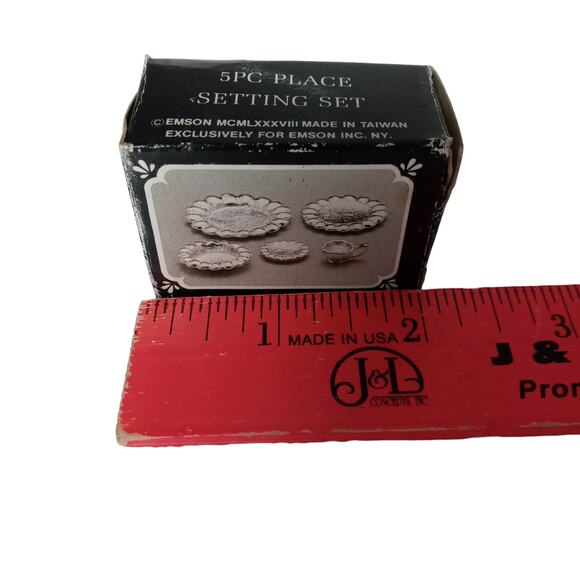 5PC PLACE
SETTING SET
©EMSON MCMLXXXVIII MADE IN TAIWAN
EXCLUSIVELY FOR EMSON INC. NY.
1 MADE IN USA 2 3
J&L
CONCEPTS INC
J &
Pror